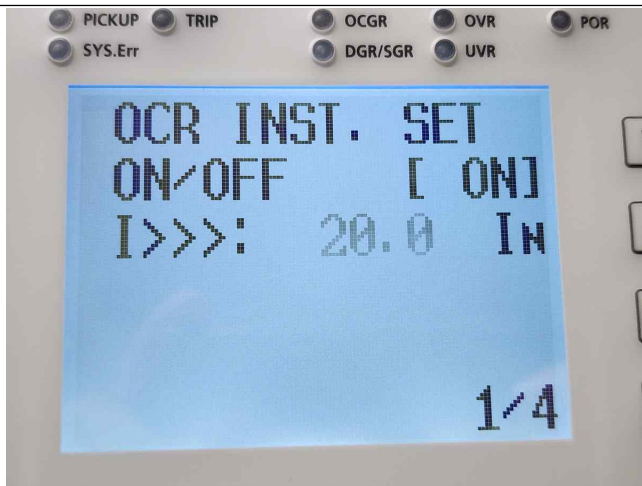 PICKUP TRIP OCGR OVR POR
SYS.Err DGR/SGR UVR
OCR INST. SET
ON/OFF [ ON]
I>>>: 20.0 In
1/4